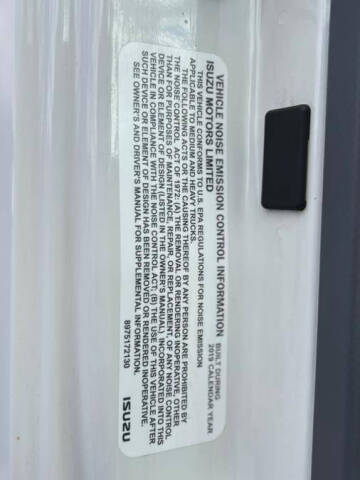 VEHICLE NOISE EMISSION CONTROL INFORMATION
BUILT DURING
2019 CALENDAR YEAR
ISUZU MOTORS LIMITED
THIS VEHICLE CONFORMS TO U.S. EPA REGULATIONS FOR NOISE EMISSION
APPLICABLE TO MEDIUM AND HEAVY TRUCKS.
THE FOLLOWING ACTS OR THE CAUSING THEREOF BY ANY PERSON ARE PROHIBITED BY
THE NOISE CONTROL ACT OF 1972: (A) THE REMOVAL OR RENDERING INOPERATIVE, OTHER
THAN FOR PURPOSES OF MAINTENANCE, REPAIR, OR REPLACEMENT, OF ANY NOISE CONTROL
DEVICE OR ELEMENT OF DESIGN (LISTED IN THE OWNER'S MANUAL), INCORPORATED INTO THIS
VEHICLE IN COMPLIANCE WITH THE NOISE CONTROL ACT; (B) THE USE OF THIS VEHICLE AFTER
SUCH DEVICE OR ELEMENT OF DESIGN HAS BEEN REMOVED OR RENDERED INOPERATIVE.
SEE OWNER'S AND DRIVER'S MANUAL FOR SUPPLEMENTAL INFORMATION.
8975172130
ISUZU